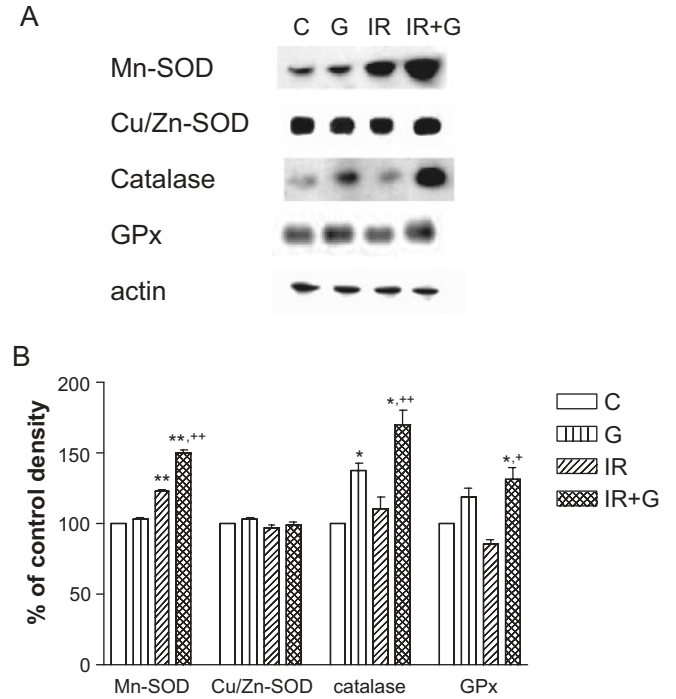 A
C G IR IR+G
Mn-SOD
Cu/Zn-SOD
Catalase
GPx
actin
B
% of control density
200
150
100
50
0
**
**,++
*
*,++
*,+
Mn-SOD Cu/Zn-SOD catalase GPx
C
G
IR
IR+G